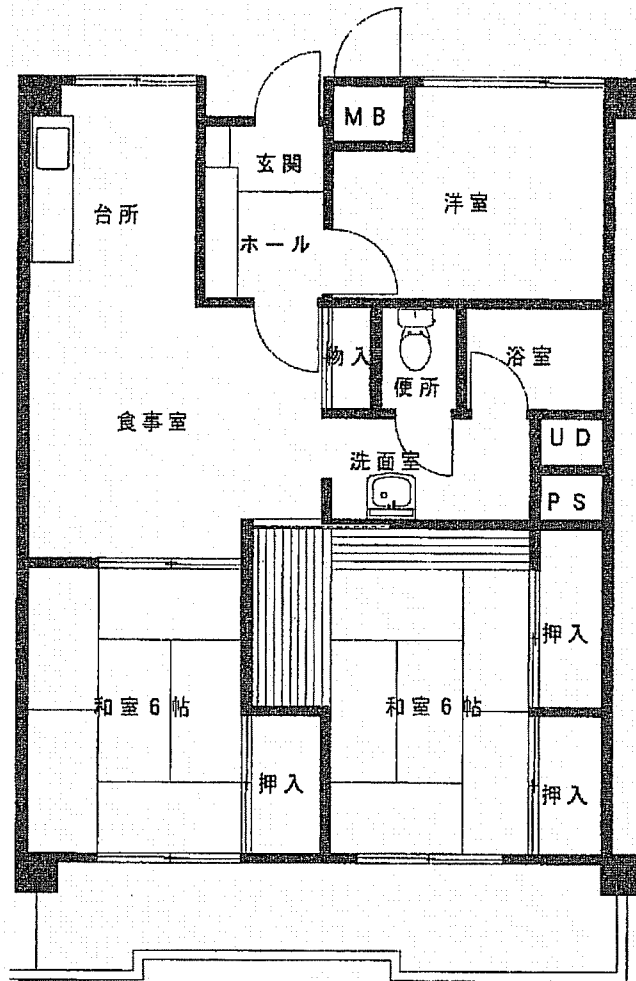 MB
玄関
洋室
台所
ホール
物入
便所
浴室
食事室
洗面室
UD
PS
押入
和室6帖
和室6帖
押入
押入